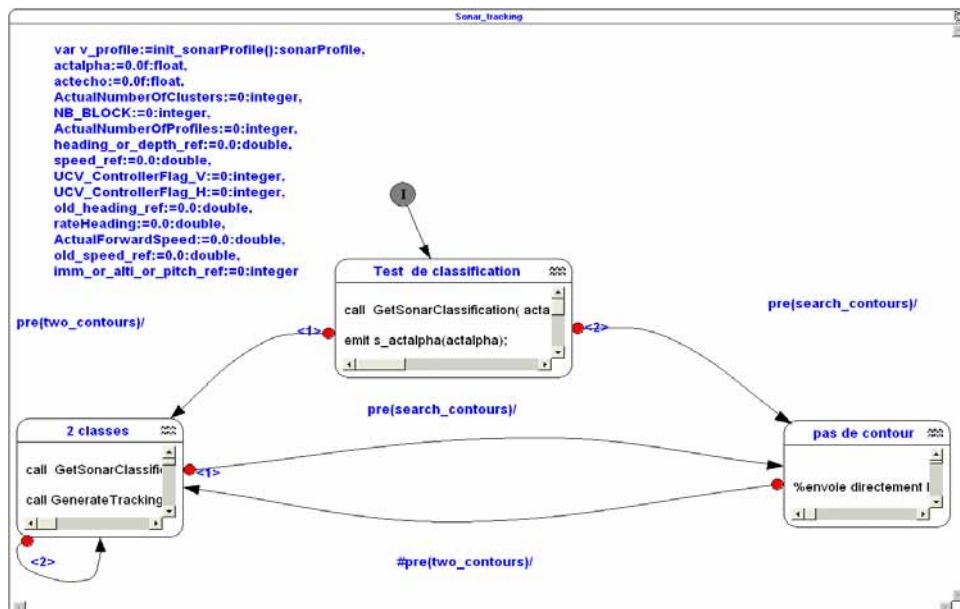 Sonar_tracking
var v_profile:=init_sonarProfile():sonarProfile,
actalpha:=0.0f:float,
actecho:=0.0f:float,
ActualNumberOfClusters:=0:integer,
NB_BLOCK:=0:integer,
ActualNumberOfProfiles:=0:integer,
heading_or_depth_ref:=0.0:double,
speed_ref:=0.0:double,
UCV_ControllerFlag_V:=0:integer,
UCV_ControllerFlag_H:=0:integer,
old_heading_ref:=0.0:double,
rateHeading:=0.0:double,
ActualForwardSpeed:=0.0:double,
old_speed_ref:=0.0:double,
imm_or_alti_or_pitch_ref:=0:integer
I
Test de classification
call GetSonarClassification( acta
emit s_actalpha(actalpha);
pre(two_contours)/
<1>
<2>
pre(search_contours)/
pre(search_contours)/
2 classes
call GetSonarClassifi
call GenerateTracking
<1>
<2>
pas de contour
%envoie directement l
#pre(two_contours)/